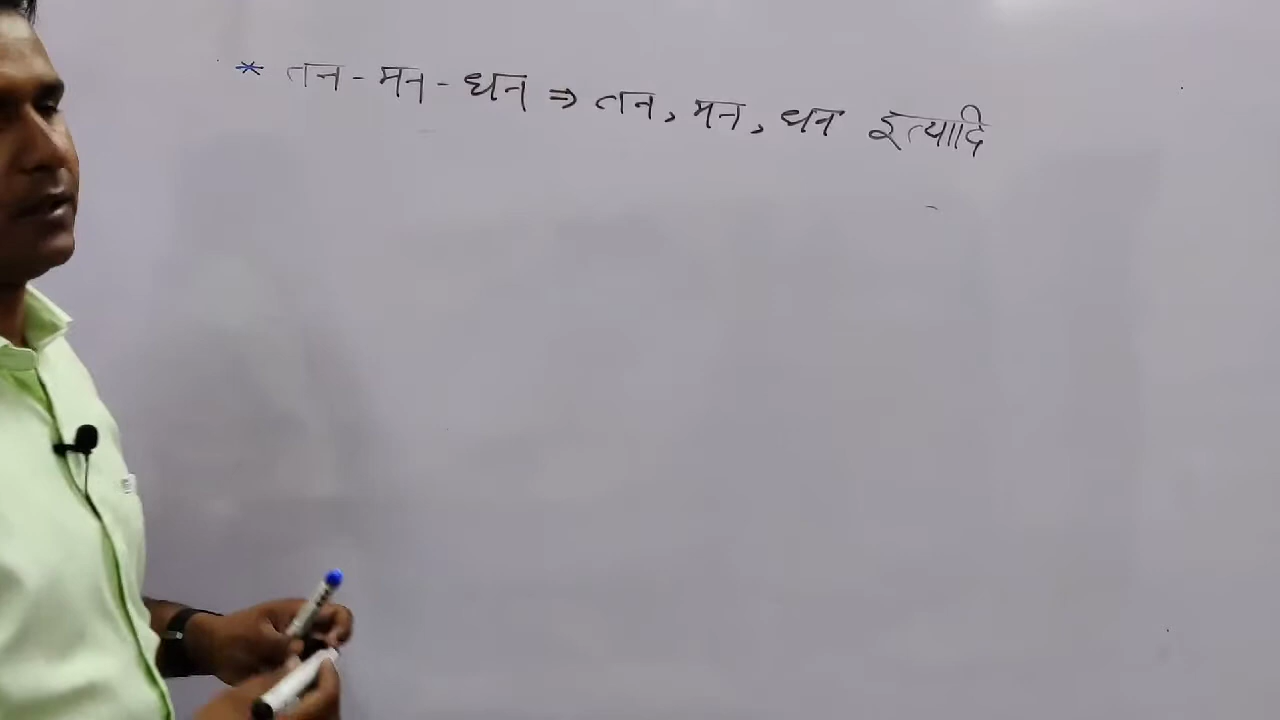 * तन - मन - धन ⇒ तन, मन, धन इत्यादि